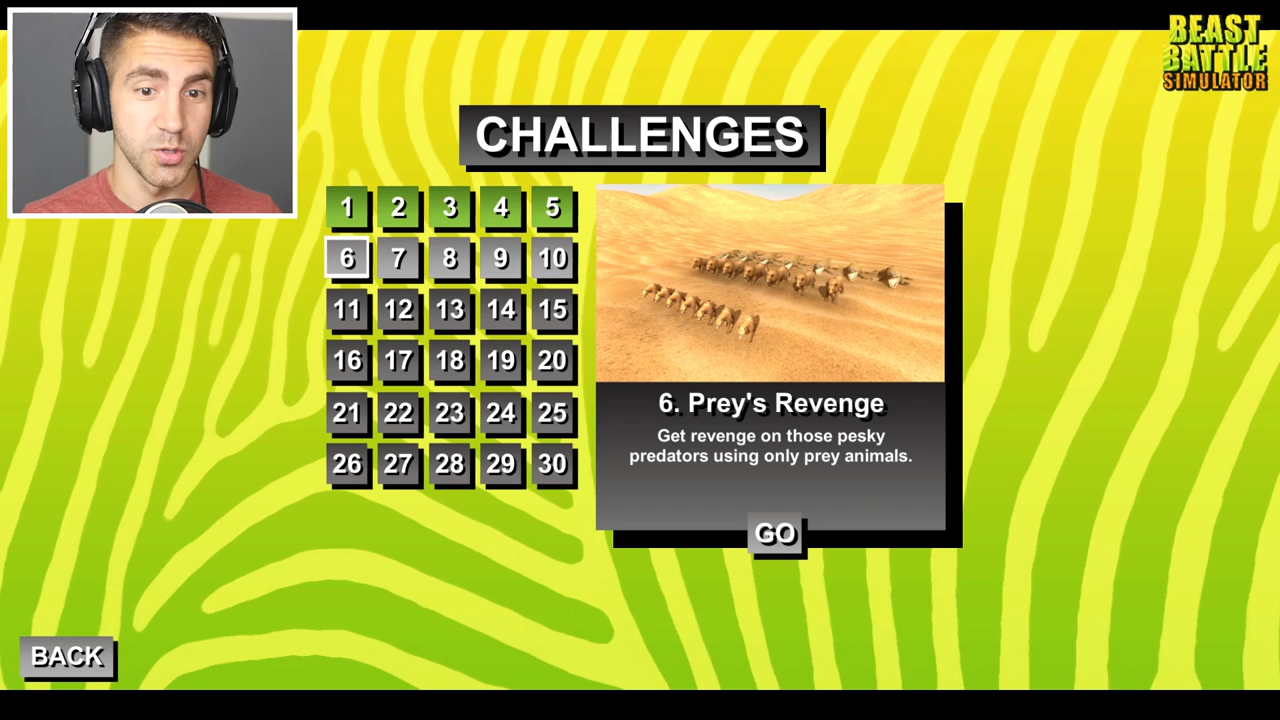 BEAST
BATTLE
SIMULATOR
CHALLENGES
1 2 3 4 5
6 7 8 9 10
11 12 13 14 15
16 17 18 19 20
21 22 23 24 25
26 27 28 29 30
6. Prey's Revenge
Get revenge on those pesky
predators using only prey animals.
GO
BACK